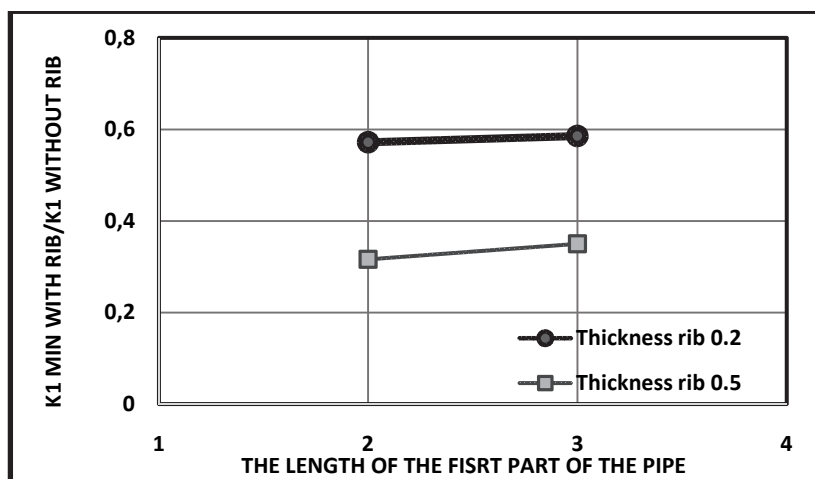 K1 MIN WITH RIB/K1 WITHOUT RIB
0,8
0,6
0,4
0,2
0
Thickness rib 0.2
Thickness rib 0.5
1 2 3 4
THE LENGTH OF THE FISRT PART OF THE PIPE